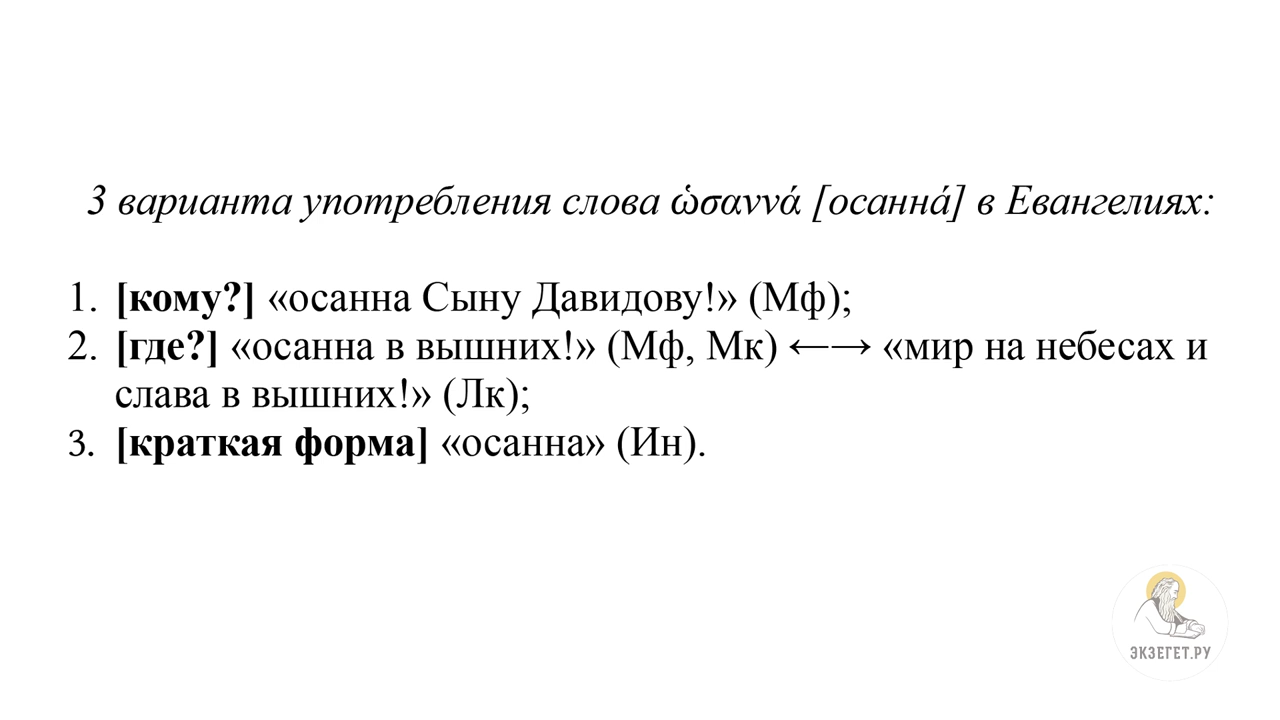 3 варианта употребления слова ὡσαννά [осаннá] в Евангелиях:
1. [кому?] «осанна Сыну Давидову!» (Мф);
2. [где?] «осанна в вышних!» (Мф, Мк) ←→ «мир на небесах и
слава в вышних!» (Лк);
3. [краткая форма] «осанна» (Ин).
ЭКЗЕГЕТ.РУ